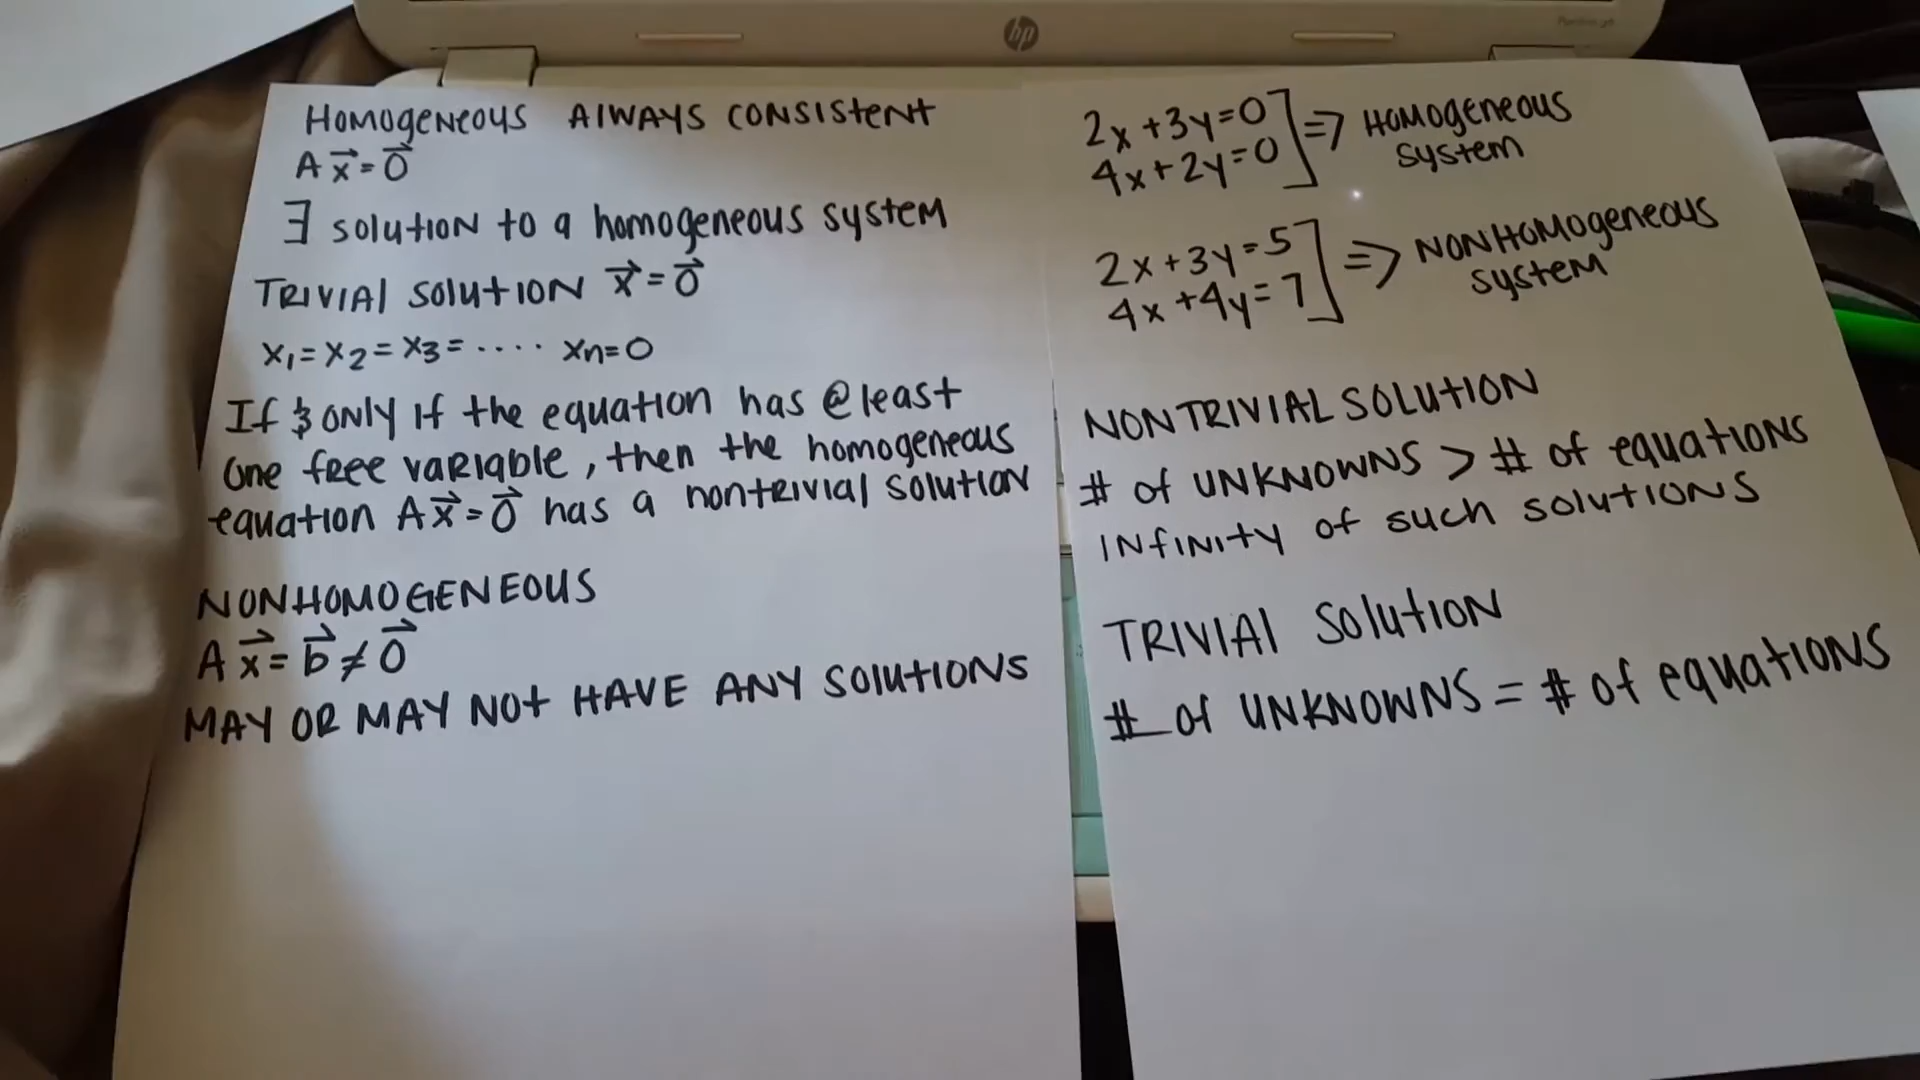 hp
HOMOGENEOUS ALWAYS CONSISTENT
A x⃗ = 0⃗
∃ solution to a homogeneous system
TRIVIAL SOLUTION x⃗ = 0⃗
x₁ = x₂ = x₃ = ···· xn = 0
If & ONLY If the equation has @ least
one free variable, then the homogeneous
equation A x⃗ = 0⃗ has a nontrivial solution
NONHOMOGENEOUS
A x⃗ = b⃗ ≠ 0⃗
MAY OR MAY NOT HAVE ANY SOLUTIONS
2x + 3y = 0
4x + 2y = 0 ] ⇒ HOMOGENEOUS
system
2x + 3y = 5
4x + 4y = 7 ] ⇒ NONHOMOGENEOUS
system
NONTRIVIAL SOLUTION
# of UNKNOWNS > # of equations
INFINITY of such solutions
TRIVIAL SOLUTION
# of UNKNOWNS = # of equations